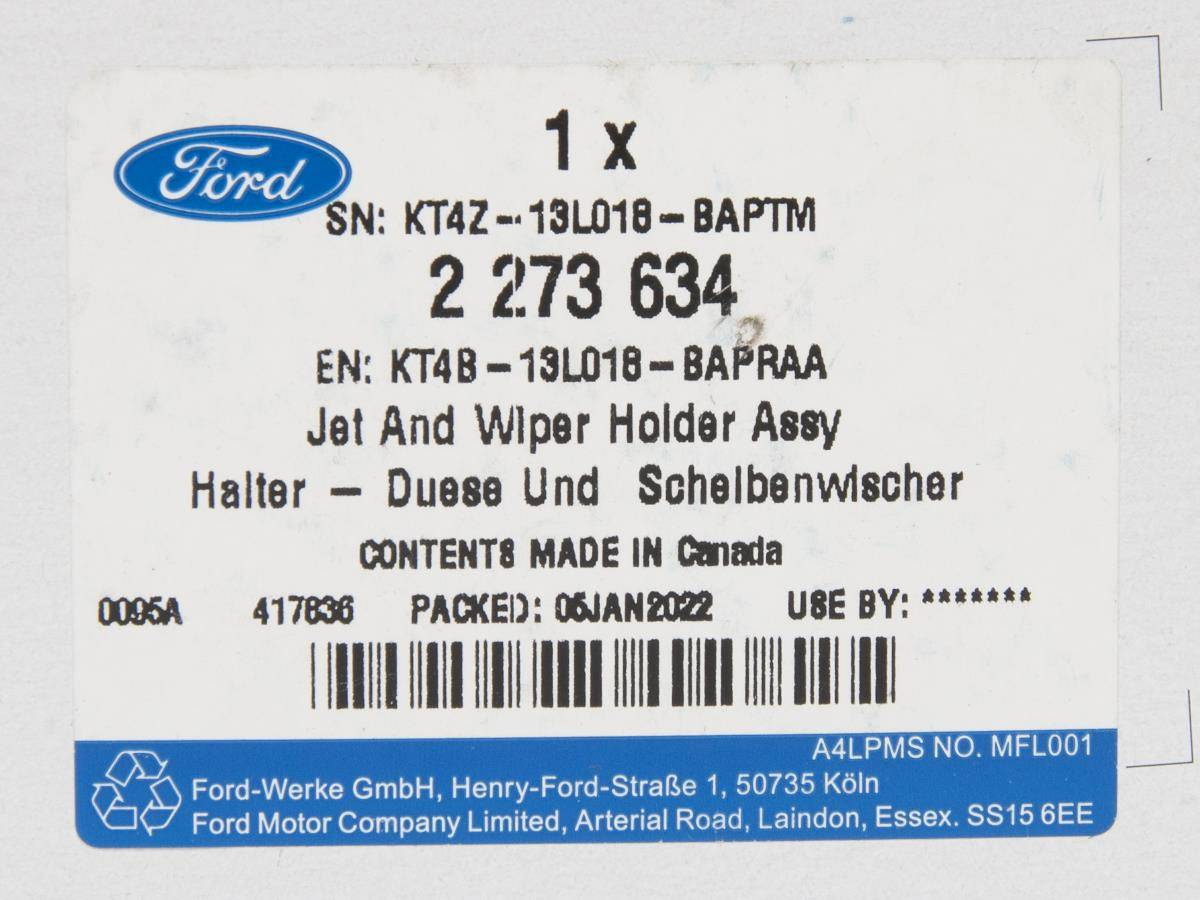 1 x
Ford
SN: KT4Z-13L018-BAPTM
2 273 634
EN: KT4B-13L018-BAPRAA
Jet And Wiper Holder Assy
Halter - Duese Und Scheibenwischer
CONTENTS MADE IN Canada
0095A 417836 PACKED: 05JAN2022 USE BY: *******
A4LPMS NO. MFL001
Ford-Werke GmbH, Henry-Ford-Straße 1, 50735 Köln
Ford Motor Company Limited, Arterial Road, Laindon, Essex. SS15 6EE